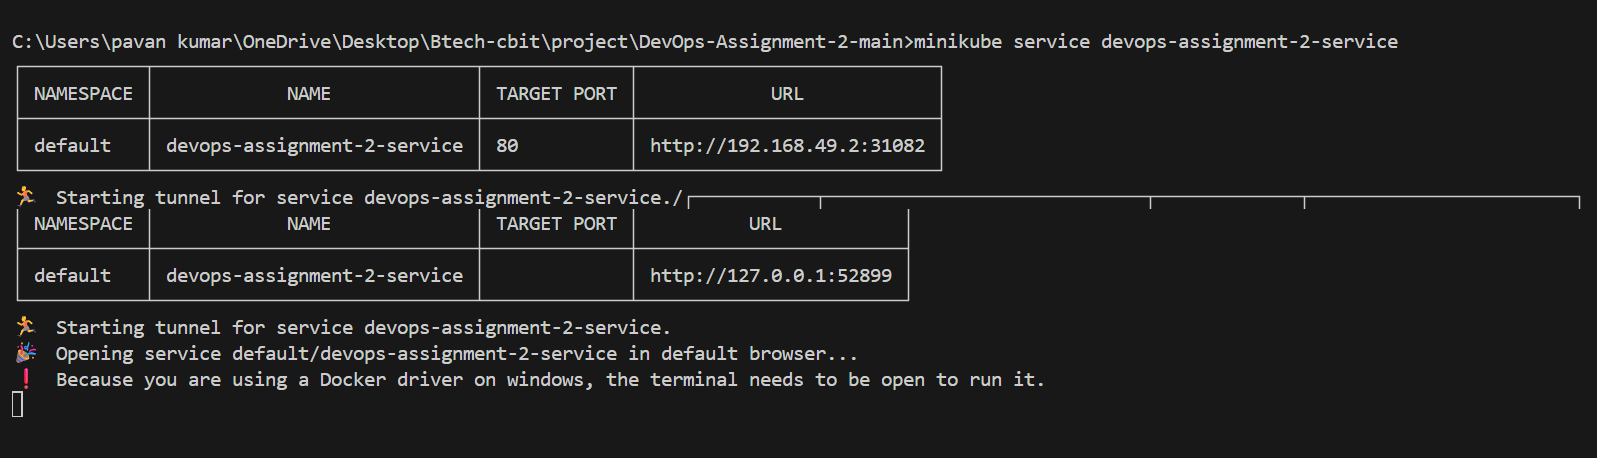 C:\Users\pavan kumar\OneDrive\Desktop\Btech-cbit\project\DevOps-Assignment-2-main>minikube service devops-assignment-2-service
NAMESPACE NAME TARGET PORT URL
default devops-assignment-2-service 80 http://192.168.49.2:31082
🏃 Starting tunnel for service devops-assignment-2-service./
NAMESPACE NAME TARGET PORT URL
default devops-assignment-2-service http://127.0.0.1:52899
🏃 Starting tunnel for service devops-assignment-2-service.
🎉 Opening service default/devops-assignment-2-service in default browser...
❗ Because you are using a Docker driver on windows, the terminal needs to be open to run it.